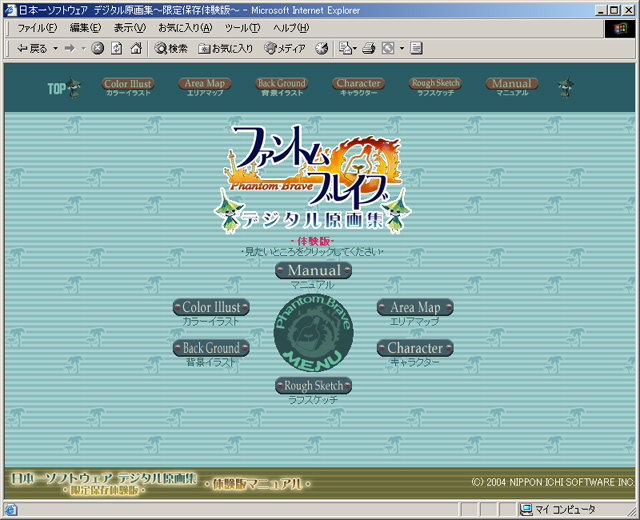 日本一ソフトウェア デジタル原画集～限定保存体験版～ - Microsoft Internet Explorer
ファイル(F) 編集(E) 表示(V) お気に入り(A) ツール(T) ヘルプ(H)
戻る 検索 お気に入り メディア
TOP Color Illust Area Map Back Ground Character Rough Sketch Manual
カラーイラスト エリアマップ 背景イラスト キャラクター ラフスケッチ マニュアル
ファントム
Phantom Brave ブレイブ
デジタル原画集
・体験版・
・見たいところをクリックしてください・
Manual
マニュアル
Color Illust
カラーイラスト
Area Map
エリアマップ
Phantom Brave
MENU
Back Ground
背景イラスト
Character
キャラクター
Rough Sketch
ラフスケッチ
日本一ソフトウェア デジタル原画集
・限定保存体験版・
・体験版マニュアル・
(C) 2004 NIPPON ICHI SOFTWARE INC.
マイ コンピュータ